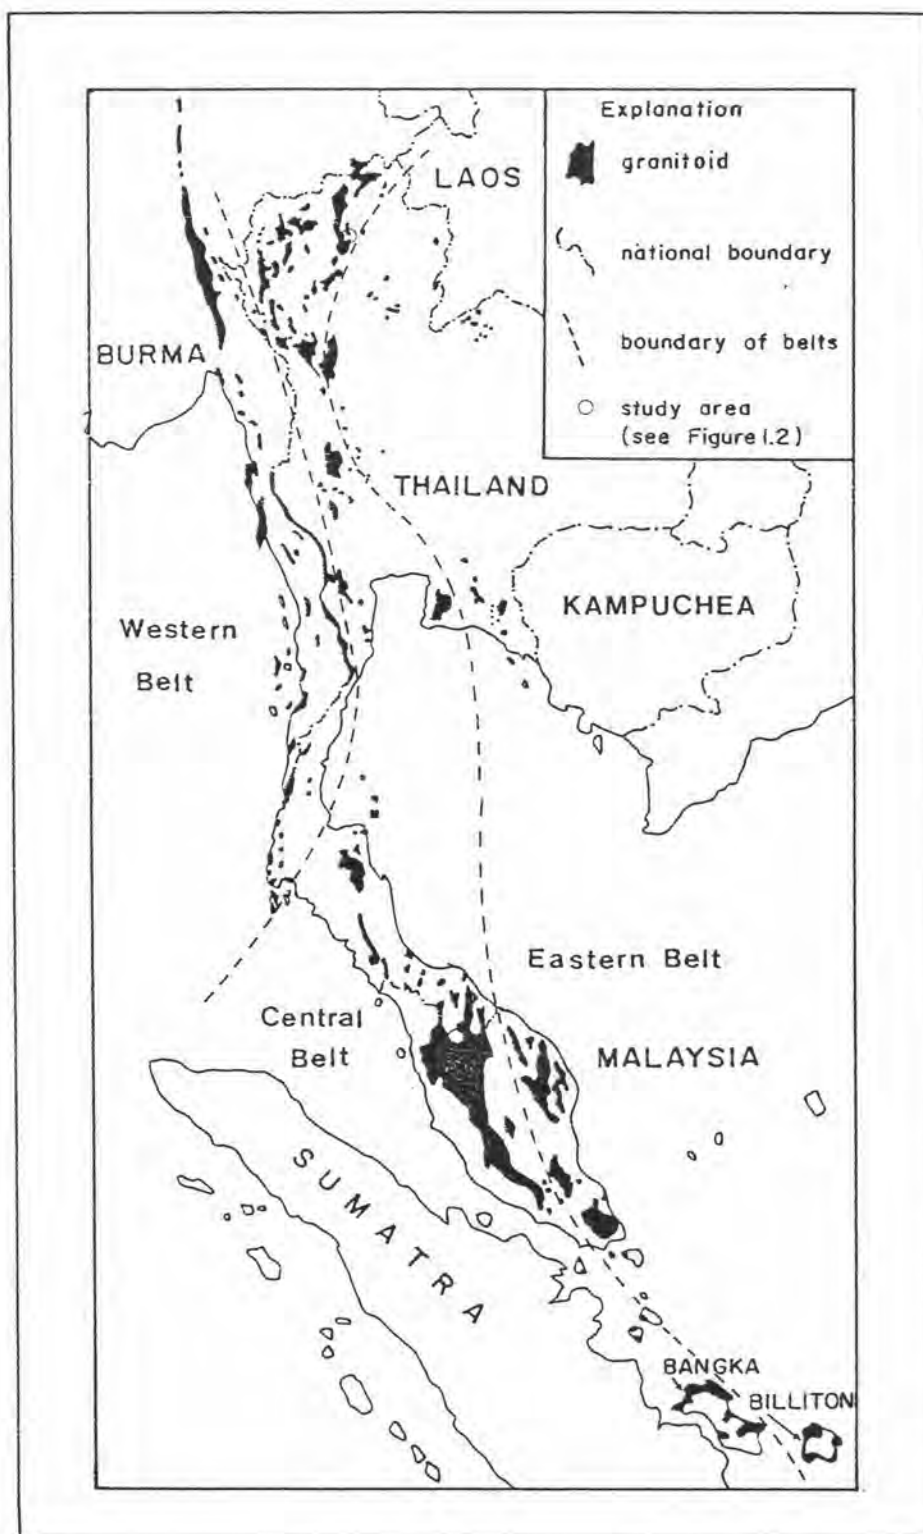 Explanation
granitoid
national boundary
boundary of belts
study area
(see Figure 1.2)
LAOS
BURMA
THAILAND
KAMPUCHEA
Western
Belt
Eastern Belt
Central
Belt
MALAYSIA
SUMATRA
BANGKA
BILLITON